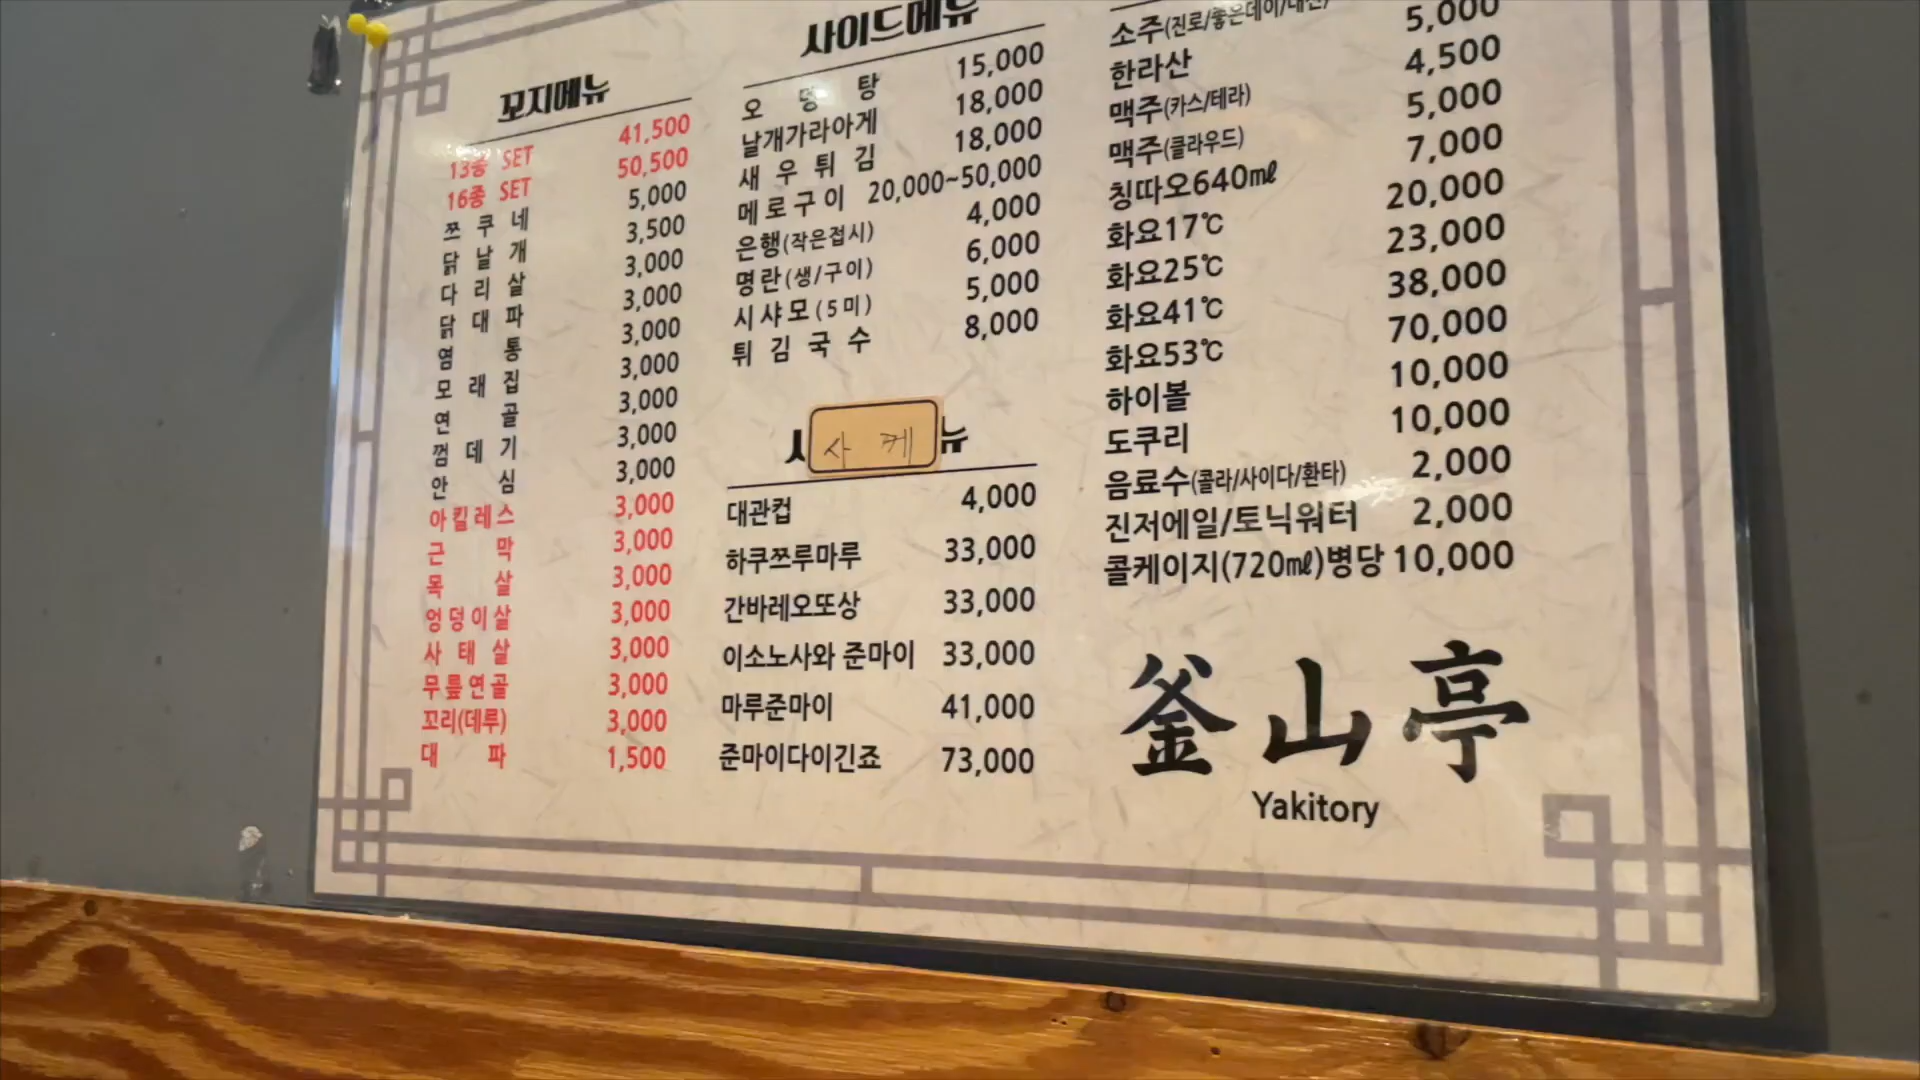 꼬지메뉴
13종 SET 41,500
16종 SET 50,500
쯔쿠네 5,000
닭날개 3,500
다리살 3,000
닭대파 3,000
염통 3,000
모래집 3,000
연골 3,000
껍데기 3,000
안심 3,000
아킬레스 3,000
근막 3,000
목살 3,000
엉덩이살 3,000
사태살 3,000
무릎연골 3,000
꼬리(데루) 3,000
대파 1,500
사이드메뉴
오뎅탕 15,000
날개가라아게 18,000
새우튀김 18,000
메로구이 20,000~50,000
은행(작은접시) 4,000
명란(생/구이) 6,000
시샤모(5미) 5,000
튀김국수 8,000
사케 뉴
대관컵 4,000
하쿠쯔루마루 33,000
간바레오또상 33,000
이소노사와 준마이 33,000
마루준마이 41,000
준마이다이긴죠 73,000
소주(진로/좋은데이/대선) 5,000
한라산 4,500
맥주(카스/테라) 5,000
맥주(클라우드) 7,000
칭따오640㎖ 20,000
화요17℃ 23,000
화요25℃ 38,000
화요41℃ 70,000
화요53℃ 10,000
하이볼 10,000
도쿠리 2,000
음료수(콜라/사이다/환타) 2,000
진저에일/토닉워터 10,000
콜케이지(720㎖)병당
釜山亭
Yakitory